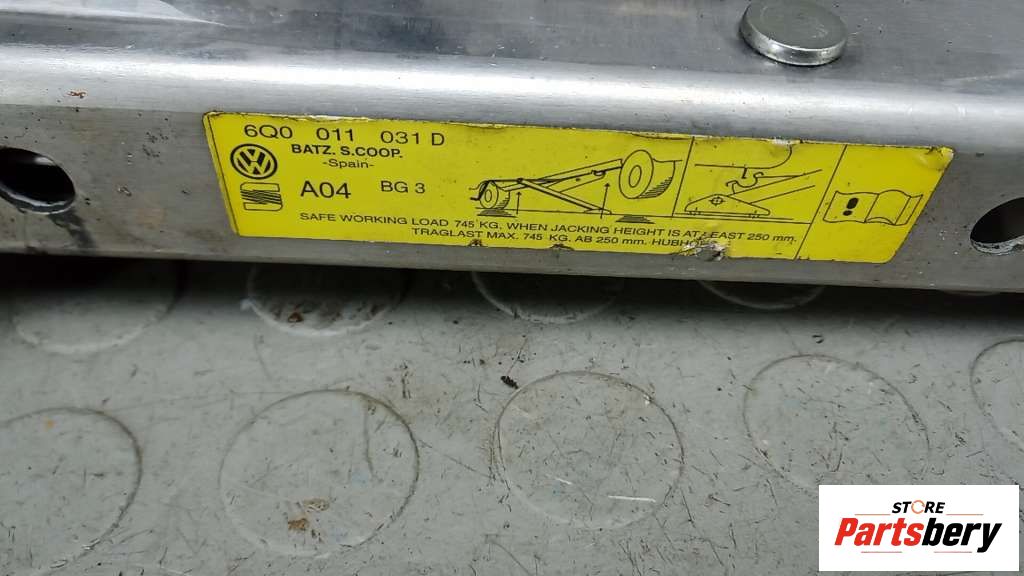 6Q0 011 031 D
BATZ. S.COOP.
-Spain-
A04 BG 3
SAFE WORKING LOAD 745 KG. WHEN JACKING HEIGHT IS AT LEAST 250 mm.
TRAGLAST MAX. 745 KG. AB 250 mm.
STORE
Partsbery